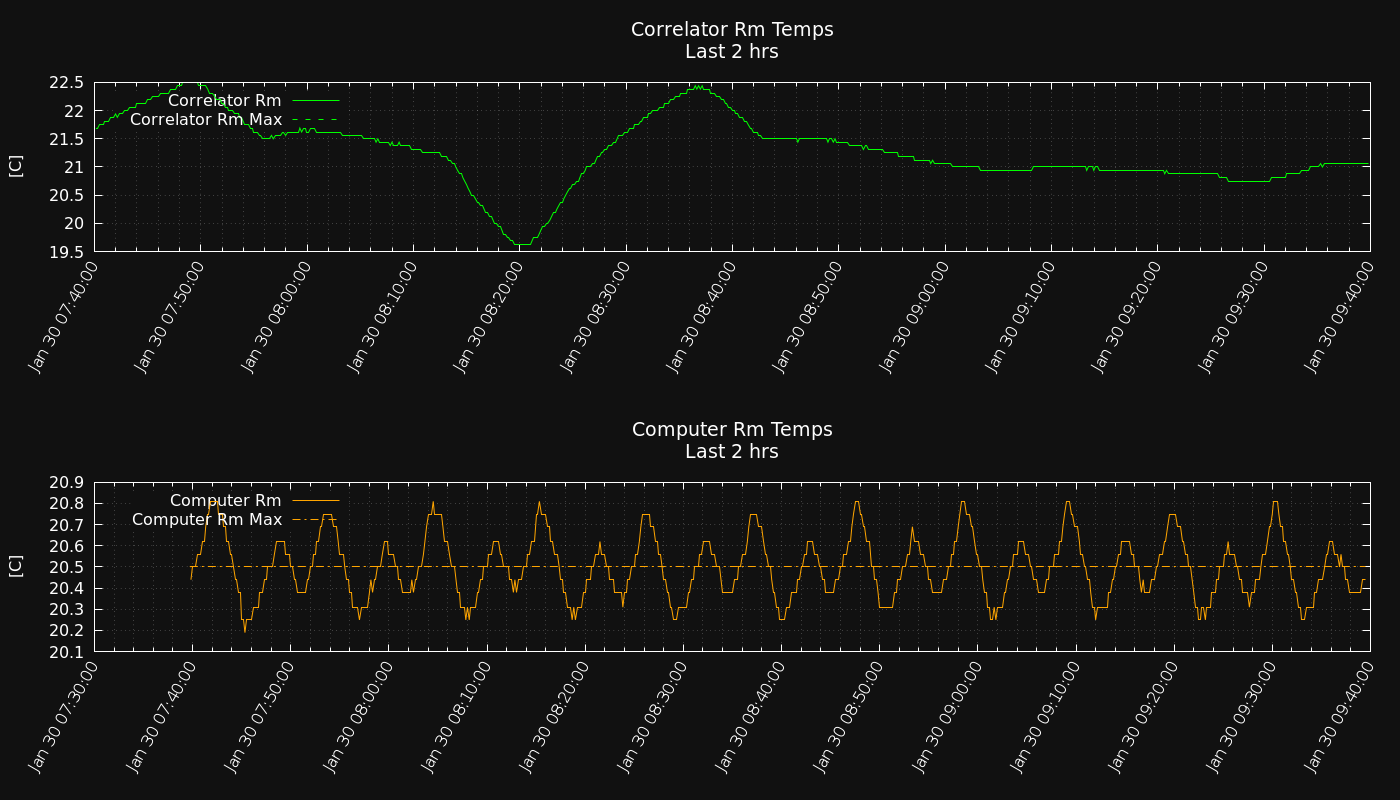 Correlator Rm Temps
Last 2 hrs
22.5
22
21.5
21
20.5
20
19.5
[C]
Correlator Rm
Correlator Rm Max
Jan 30 07:40:00
Jan 30 07:50:00
Jan 30 08:00:00
Jan 30 08:10:00
Jan 30 08:20:00
Jan 30 08:30:00
Jan 30 08:40:00
Jan 30 08:50:00
Jan 30 09:00:00
Jan 30 09:10:00
Jan 30 09:20:00
Jan 30 09:30:00
Jan 30 09:40:00
Computer Rm Temps
Last 2 hrs
20.9
20.8
20.7
20.6
20.5
20.4
20.3
20.2
20.1
[C]
Computer Rm
Computer Rm Max
Jan 30 07:30:00
Jan 30 07:40:00
Jan 30 07:50:00
Jan 30 08:00:00
Jan 30 08:10:00
Jan 30 08:20:00
Jan 30 08:30:00
Jan 30 08:40:00
Jan 30 08:50:00
Jan 30 09:00:00
Jan 30 09:10:00
Jan 30 09:20:00
Jan 30 09:30:00
Jan 30 09:40:00